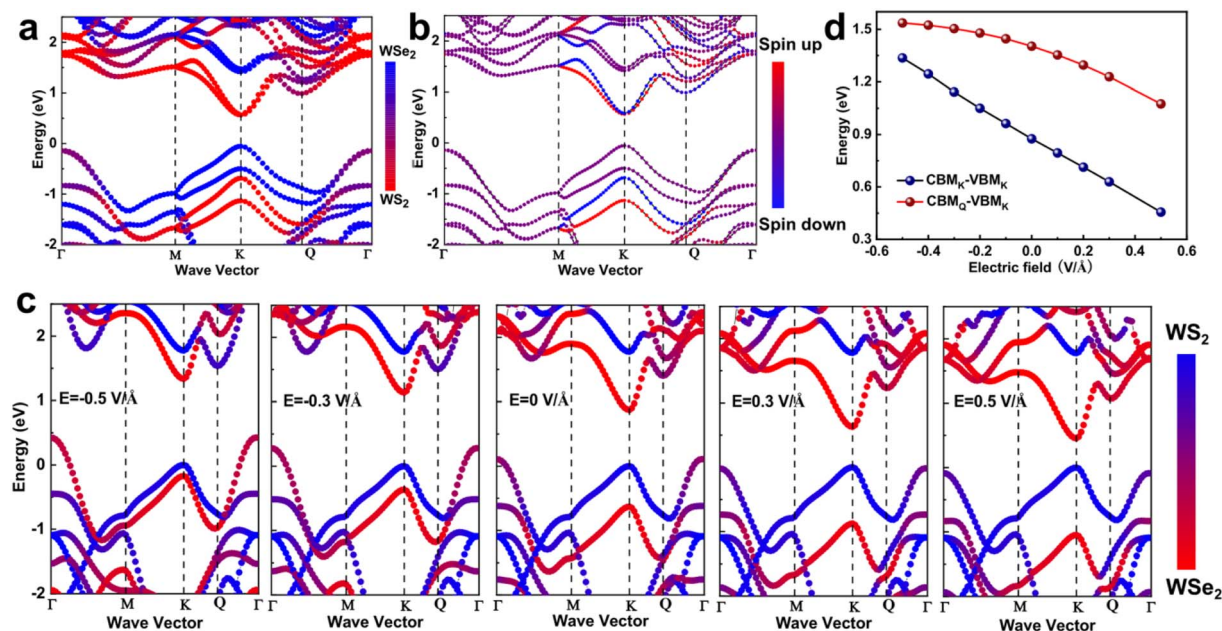 a
Energy (eV)
2
1
0
-1
-2
Γ
M
K
Q
Γ
Wave Vector
WSe2
WS2
b
Energy (eV)
2
1
0
-1
-2
Γ
M
K
Q
Γ
Wave Vector
Spin up
Spin down
d
Energy (eV)
1.5
1.2
0.9
0.6
0.3
CBMK-VBMK
CBMQ-VBMK
-0.6
-0.4
-0.2
0.0
0.2
0.4
0.6
Electric field (V/Å)
c
Energy (eV)
2
1
0
-1
-2
E=-0.5 V/Å
Γ
M
K
Q
Γ
Wave Vector
E=-0.3 V/Å
Γ
M
K
Q
Γ
Wave Vector
E=0 V/Å
Γ
M
K
Q
Γ
Wave Vector
E=0.3 V/Å
Γ
M
K
Q
Γ
Wave Vector
E=0.5 V/Å
Γ
M
K
Q
Γ
Wave Vector
WS2
WSe2